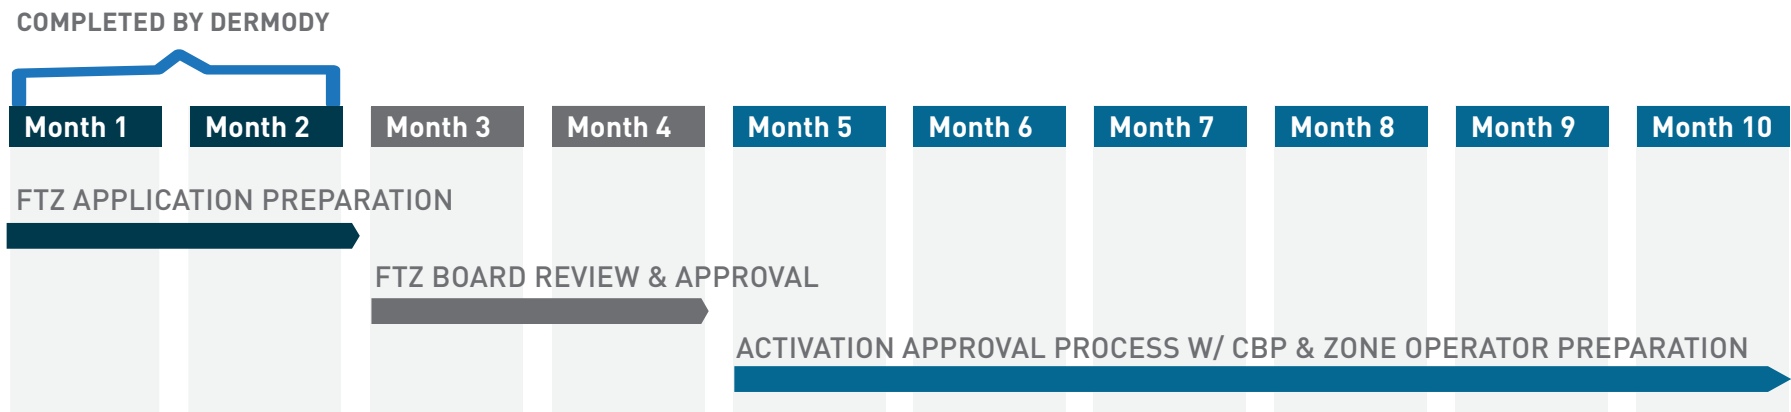 COMPLETED BY DERMODY
Month 1 Month 2 Month 3 Month 4 Month 5 Month 6 Month 7 Month 8 Month 9 Month 10
FTZ APPLICATION PREPARATION
FTZ BOARD REVIEW & APPROVAL
ACTIVATION APPROVAL PROCESS W/ CBP & ZONE OPERATOR PREPARATION